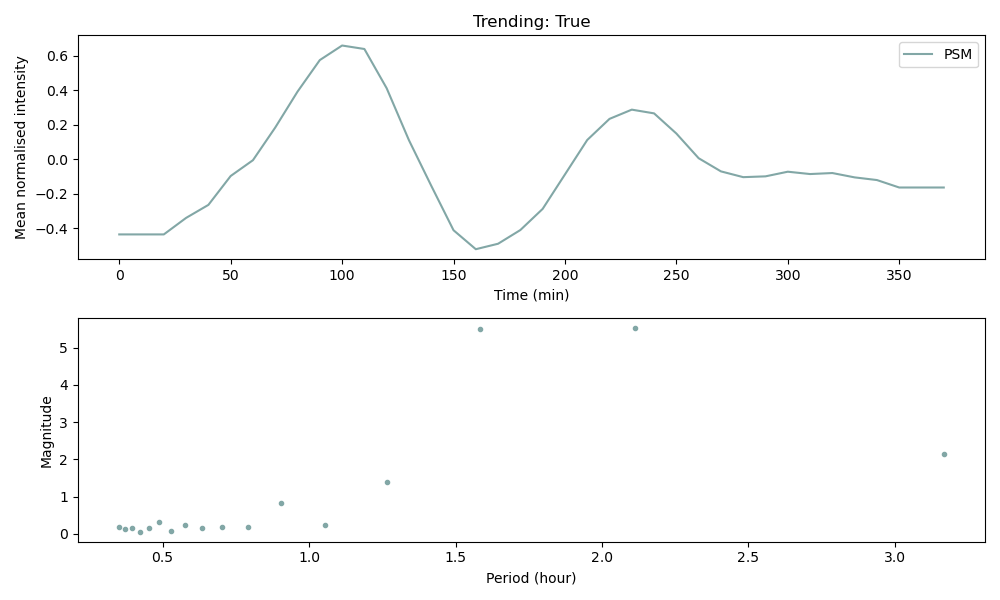 Trending: True
PSM
Mean normalised intensity
0.6
0.4
0.2
0.0
−0.2
−0.4
0 50 100 150 200 250 300 350
Time (min)
Magnitude
5
4
3
2
1
0
0.5 1.0 1.5 2.0 2.5 3.0
Period (hour)